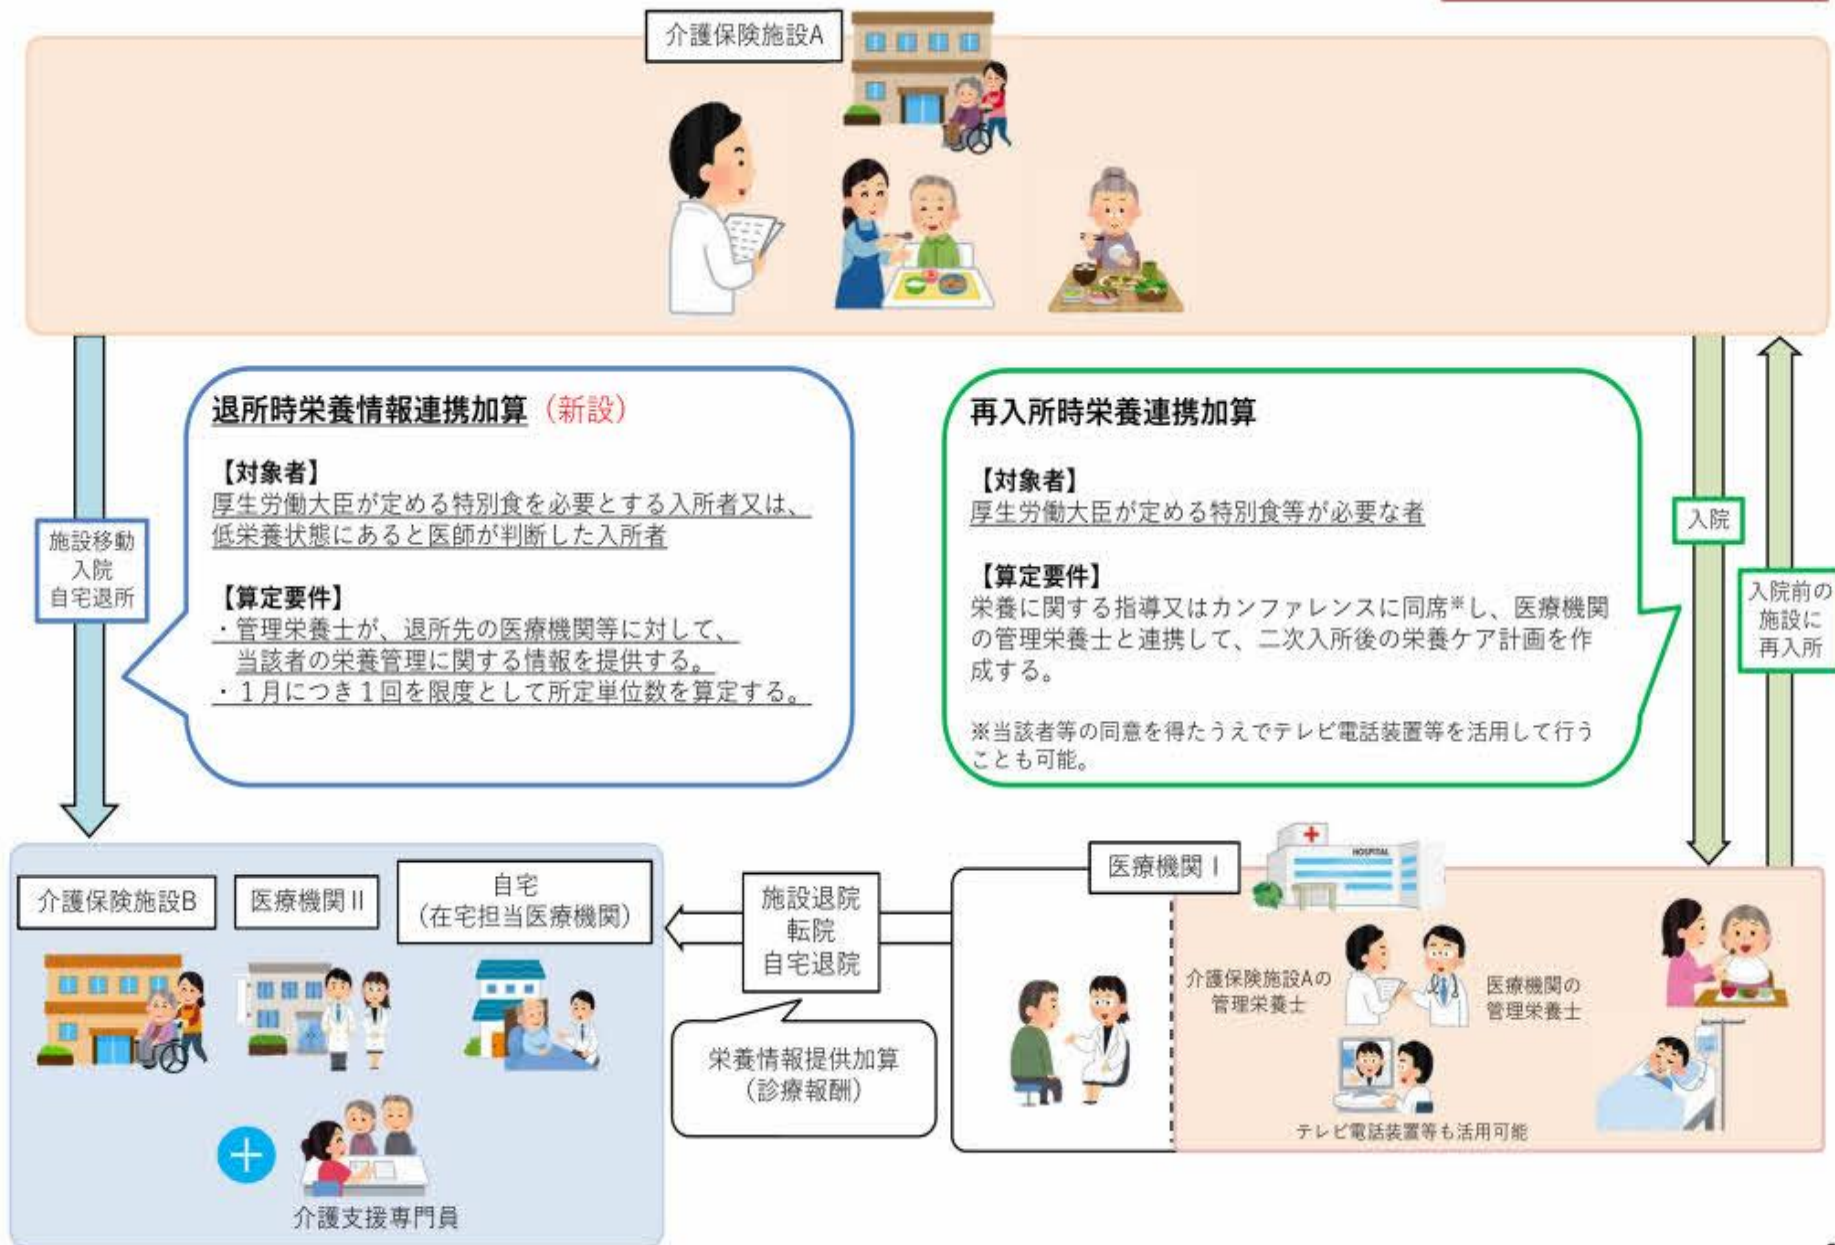 介護保険施設A
退所時栄養情報連携加算（新設）
【対象者】
厚生労働大臣が定める特別食を必要とする入所者又は、
低栄養状態にあると医師が判断した入所者
【算定要件】
・管理栄養士が、退所先の医療機関等に対して、
当該者の栄養管理に関する情報を提供する。
・１月につき１回を限度として所定単位数を算定する。
施設移動
入院
自宅退所
再入所時栄養連携加算
【対象者】
厚生労働大臣が定める特別食等が必要な者
【算定要件】
栄養に関する指導又はカンファレンスに同席※し、医療機関
の管理栄養士と連携して、二次入所後の栄養ケア計画を作
成する。
※当該者等の同意を得たうえでテレビ電話装置等を活用して行う
ことも可能。
入院
入院前の
施設に
再入所
介護保険施設B
医療機関Ⅱ
自宅
（在宅担当医療機関）
介護支援専門員
施設退院
転院
自宅退院
栄養情報提供加算
（診療報酬）
医療機関Ⅰ
HOSPITAL
介護保険施設Aの
管理栄養士
医療機関の
管理栄養士
テレビ電話装置等も活用可能